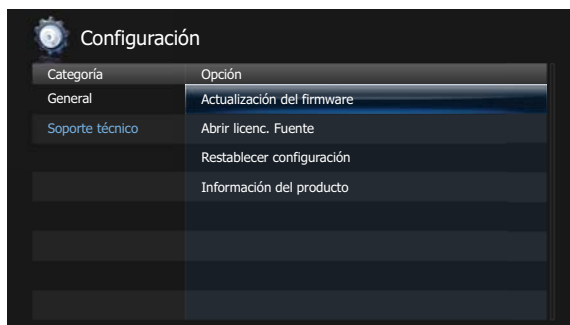 Configuración
Categoría Opción
General Actualización del firmware
Soporte técnico Abrir licenc. Fuente
Restablecer configuración
Información del producto